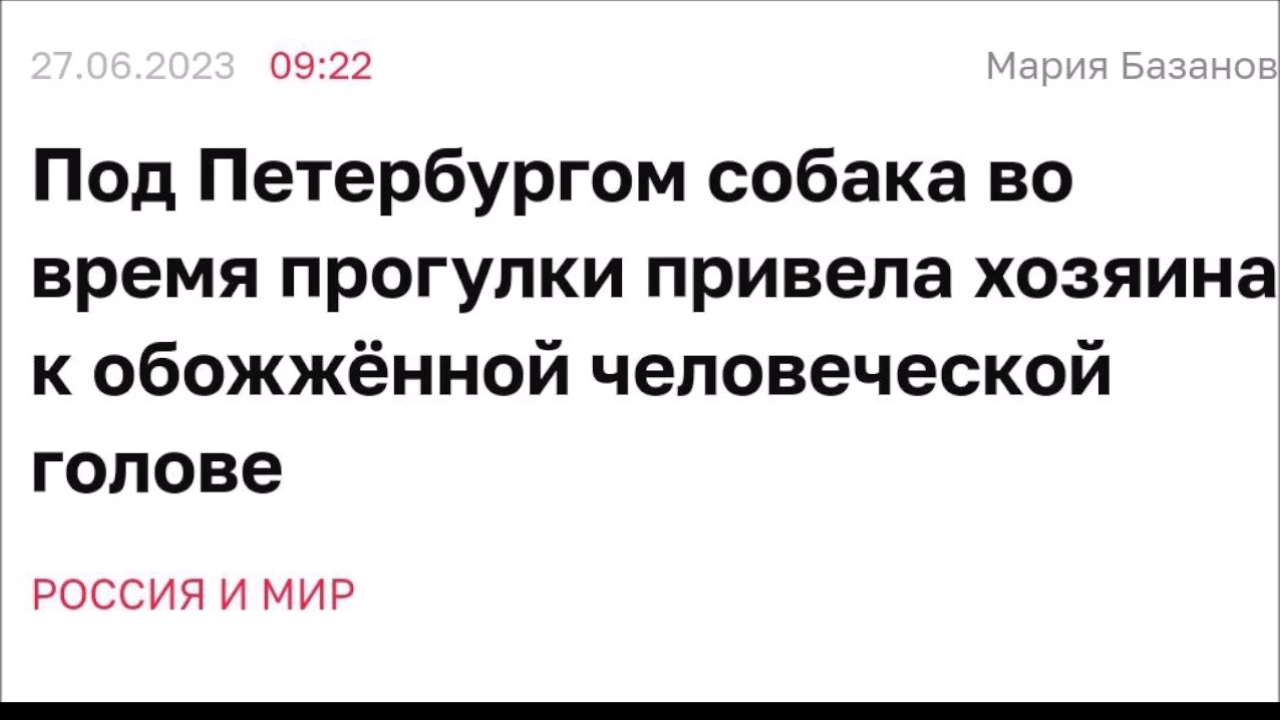 27.06.2023 09:22 Мария Базанов
Под Петербургом собака во
время прогулки привела хозяина
к обожжённой человеческой
голове
РОССИЯ И МИР